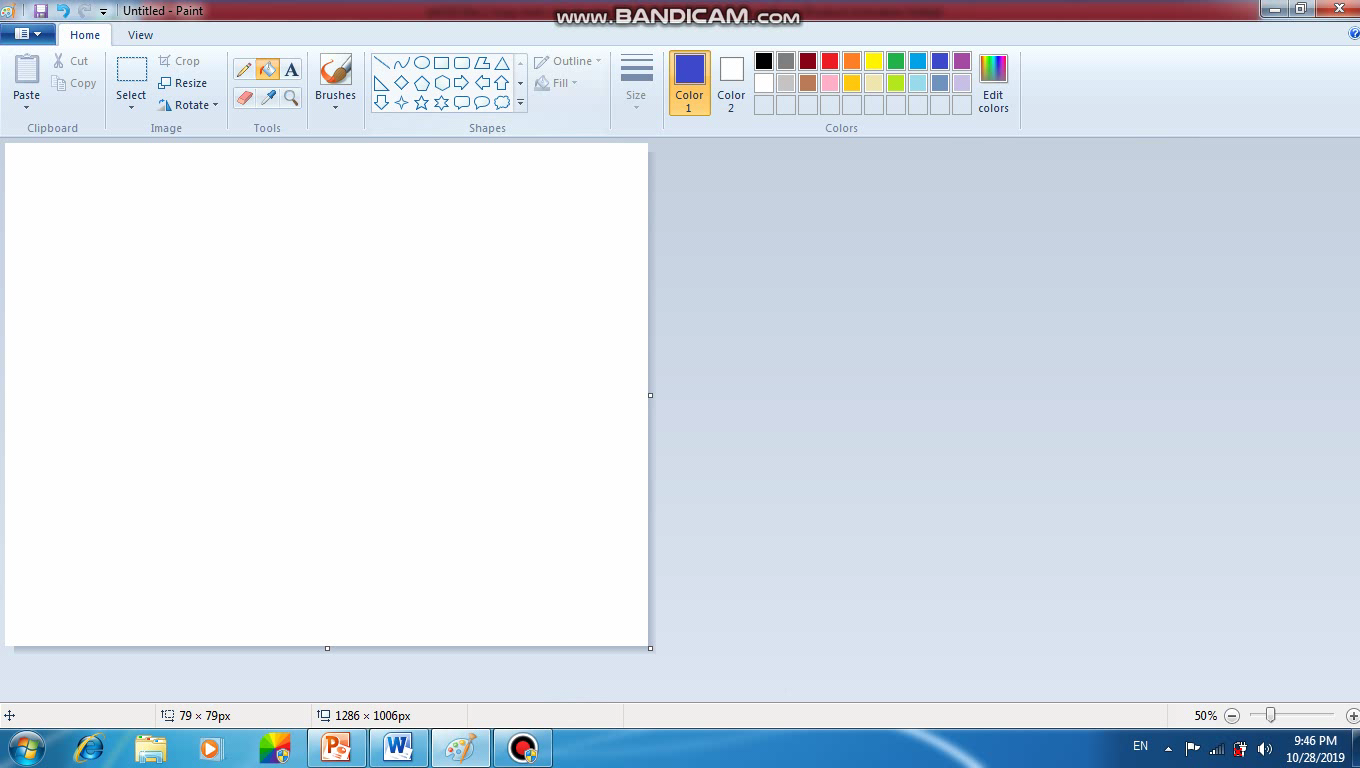 Untitled - Paint
www.BANDICAM.com
Home
View
Paste
Cut
Copy
Clipboard
Select
Crop
Resize
Rotate
Image
A
Tools
Brushes
Outline
Fill
Shapes
Size
Color 1
Color 2
Edit colors
Colors
79 × 79px
1286 × 1006px
50%
EN
9:46 PM
10/28/2019